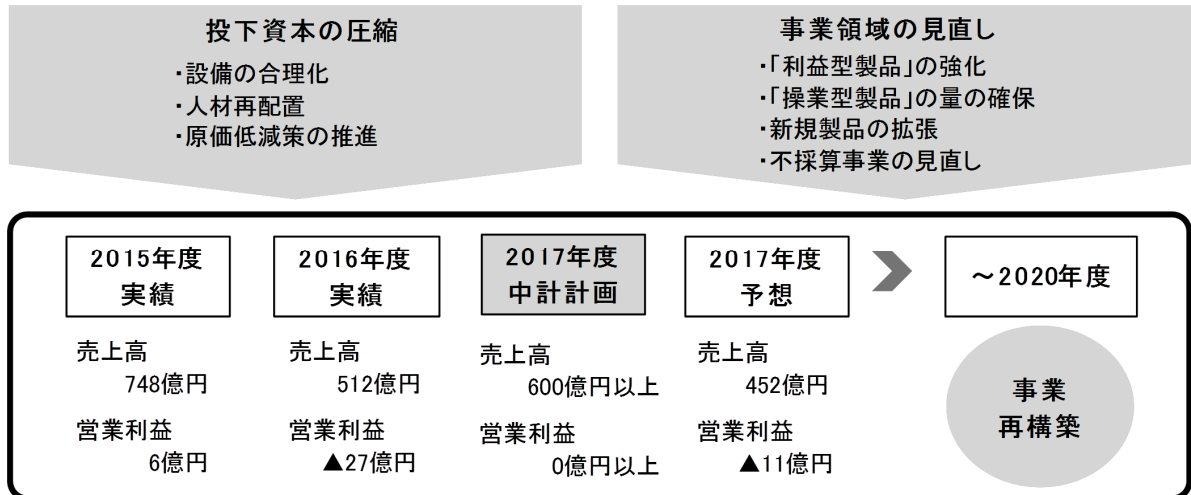 投下資本の圧縮
・設備の合理化
・人材再配置
・原価低減策の推進
事業領域の見直し
・「利益型製品」の強化
・「操業型製品」の量の確保
・新規製品の拡張
・不採算事業の見直し
2015年度
実績
売上高
748億円
営業利益
6億円
2016年度
実績
売上高
512億円
営業利益
▲27億円
2017年度
中計計画
売上高
600億円以上
営業利益
0億円以上
2017年度
予想
売上高
452億円
営業利益
▲11億円
～2020年度
事業
再構築